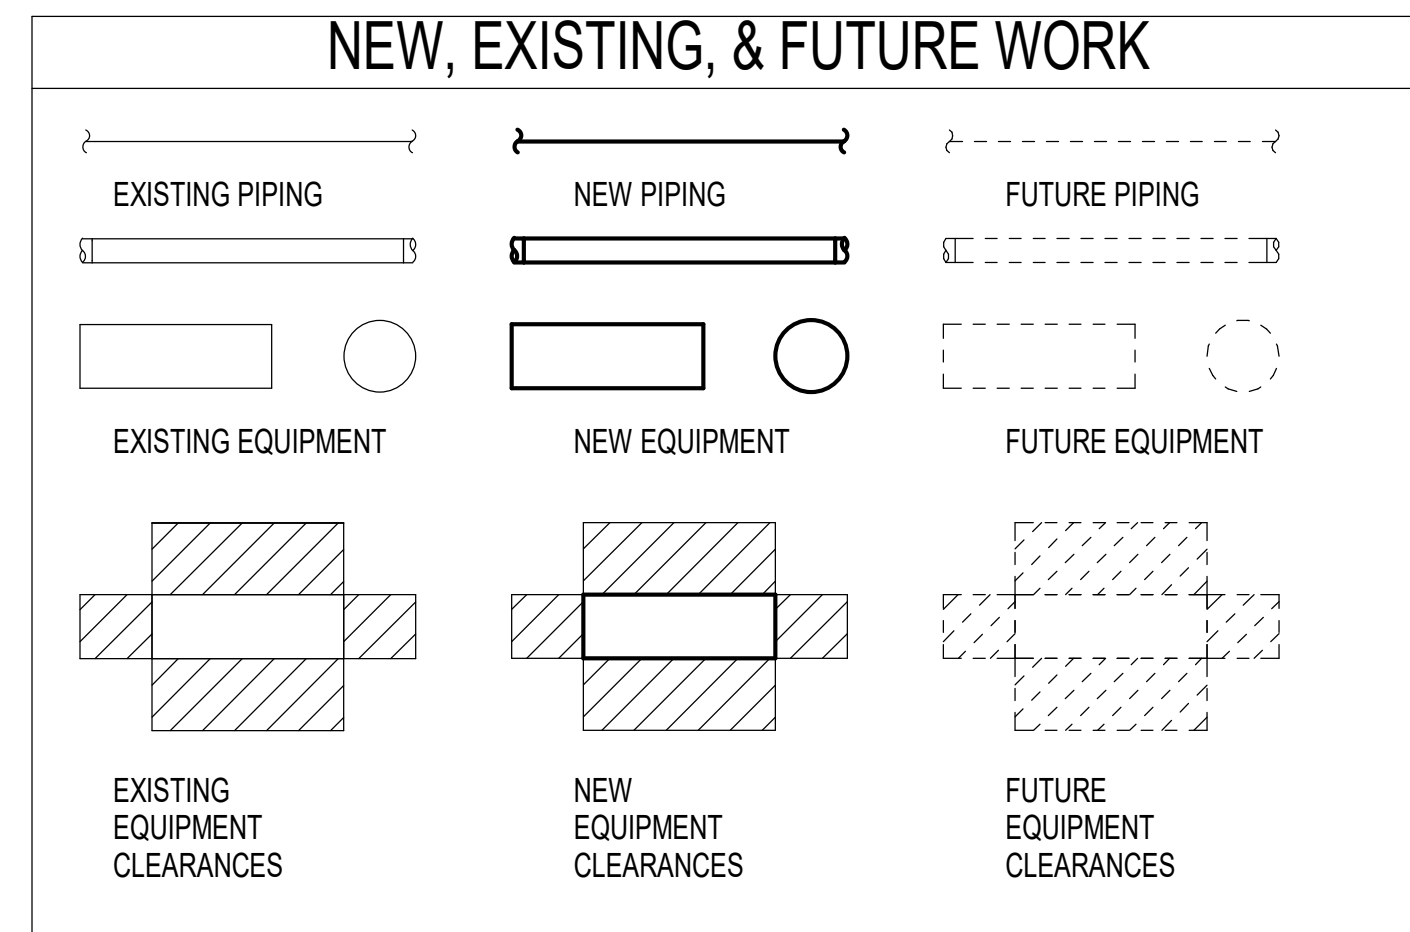 NEW, EXISTING, & FUTURE WORK
EXISTING PIPING
NEW PIPING
FUTURE PIPING
EXISTING EQUIPMENT
NEW EQUIPMENT
FUTURE EQUIPMENT
EXISTING
EQUIPMENT
CLEARANCES
NEW
EQUIPMENT
CLEARANCES
FUTURE
EQUIPMENT
CLEARANCES